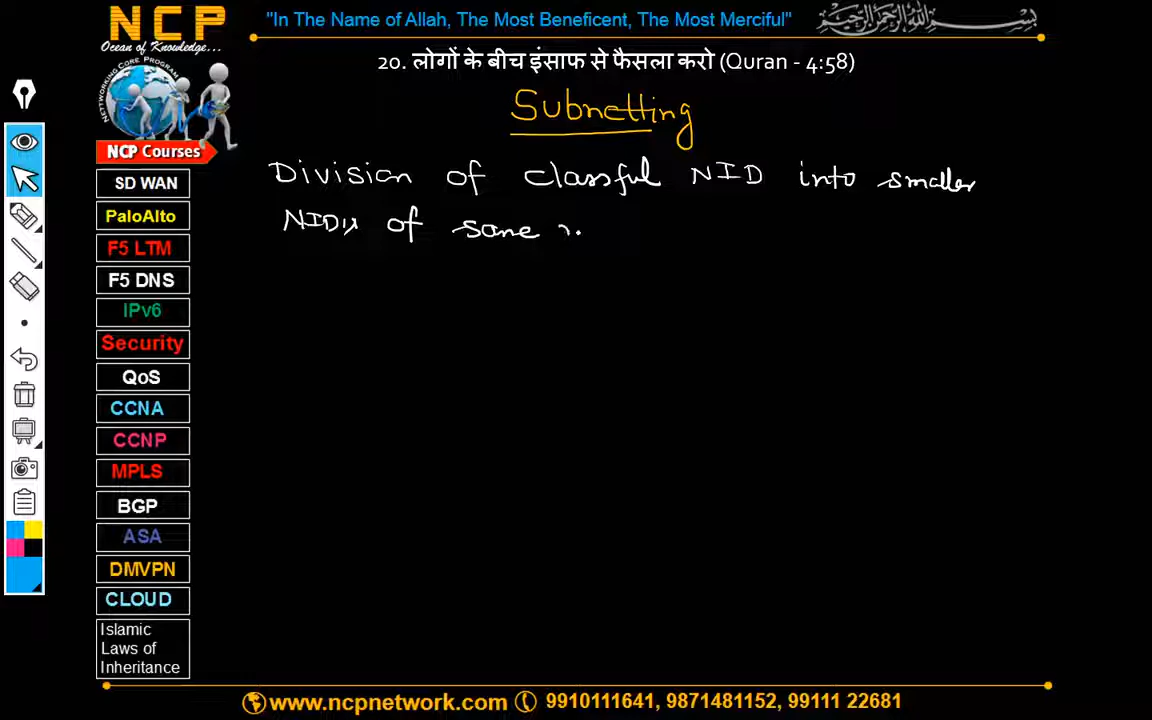 NCP
Ocean of Knowledge...
NETWORKING CORE PROGRAM
"In The Name of Allah, The Most Beneficent, The Most Merciful"
20. लोगों के बीच इंसाफ से फैसला करो (Quran - 4:58)
Subnetting
NCP Courses
Division of classful NID into smaller
NIDs of same
SD WAN
PaloAlto
F5 LTM
F5 DNS
IPv6
Security
QoS
CCNA
CCNP
MPLS
BGP
ASA
DMVPN
CLOUD
Islamic
Laws of
Inheritance
www.ncpnetwork.com 9910111641, 9871481152, 99111 22681